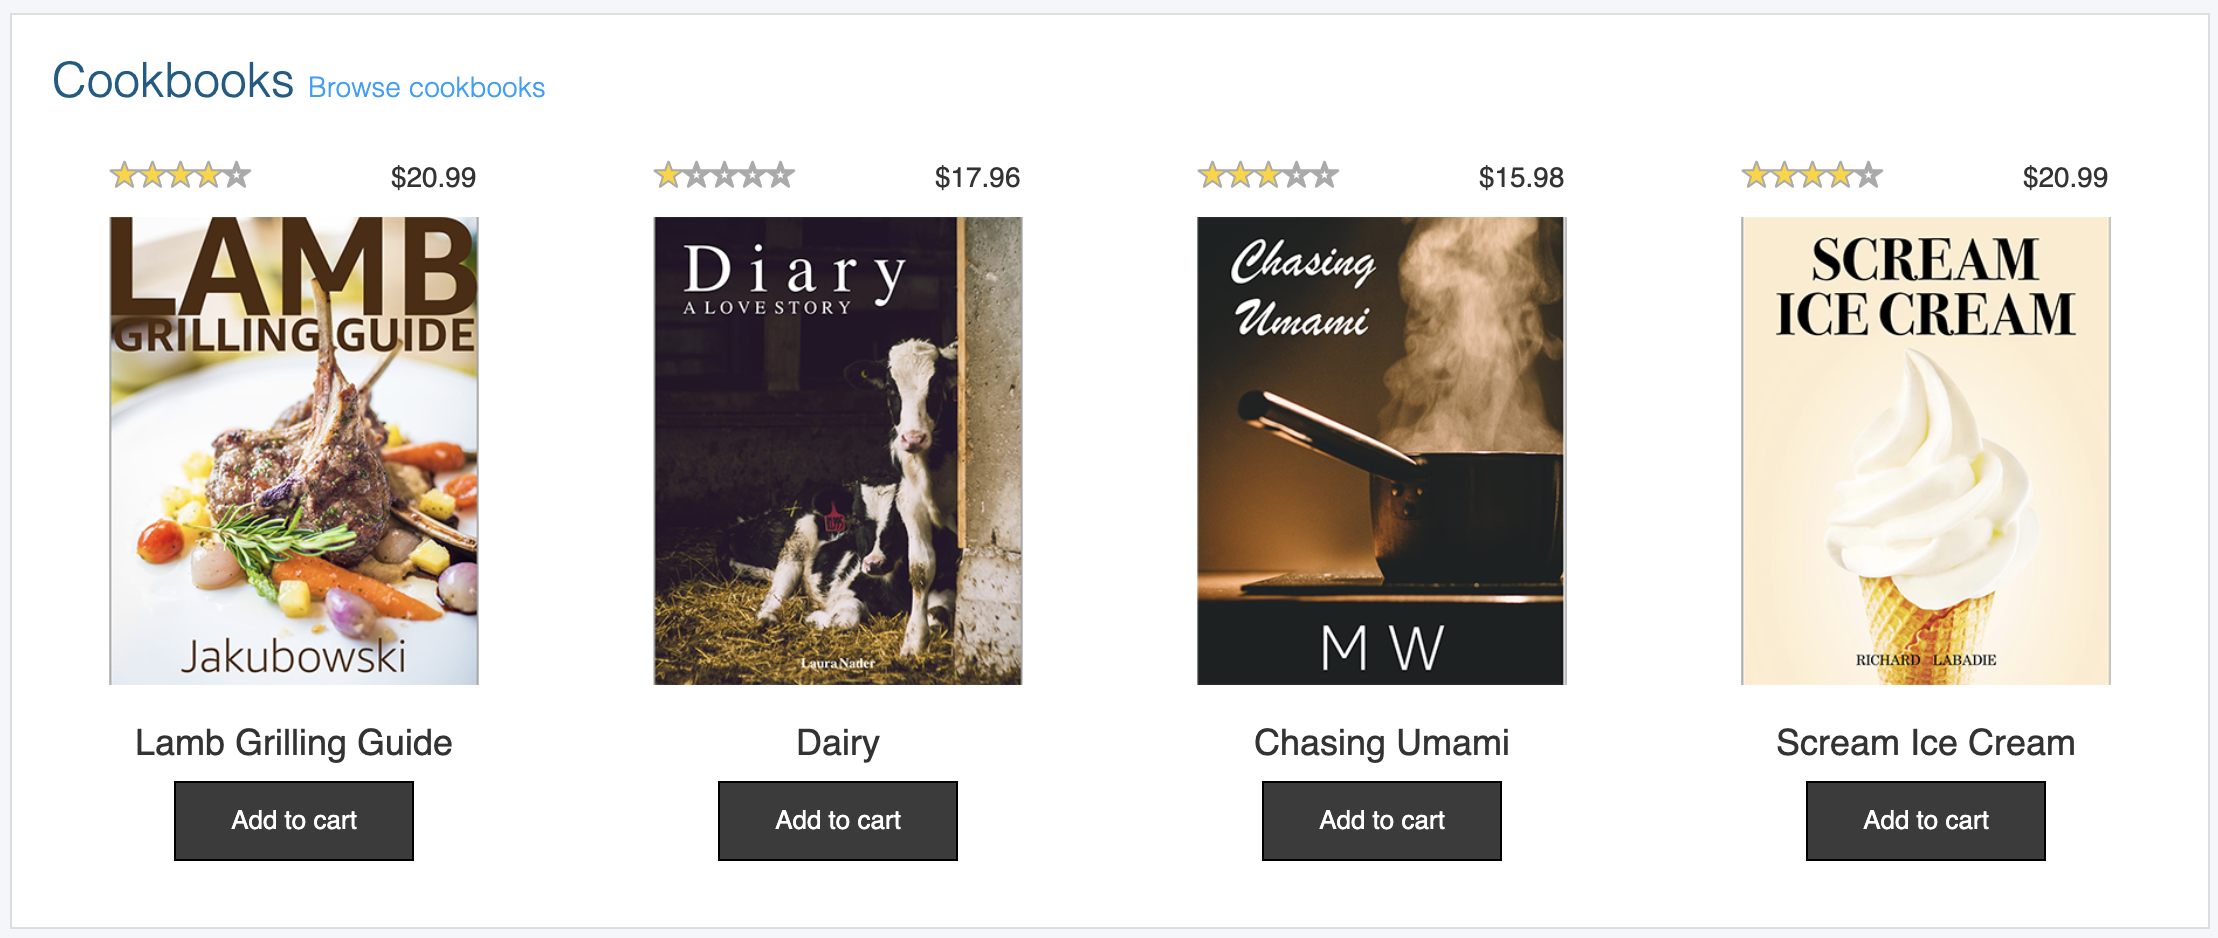 Cookbooks Browse cookbooks
$20.99
LAMB
GRILLING GUIDE
Jakubowski
Lamb Grilling Guide
Add to cart
$17.96
Diary
A LOVE STORY
Laura Nader
Dairy
Add to cart
$15.98
Chasing
Umami
M W
Chasing Umami
Add to cart
$20.99
SCREAM
ICE CREAM
RICHARD LABADIE
Scream Ice Cream
Add to cart